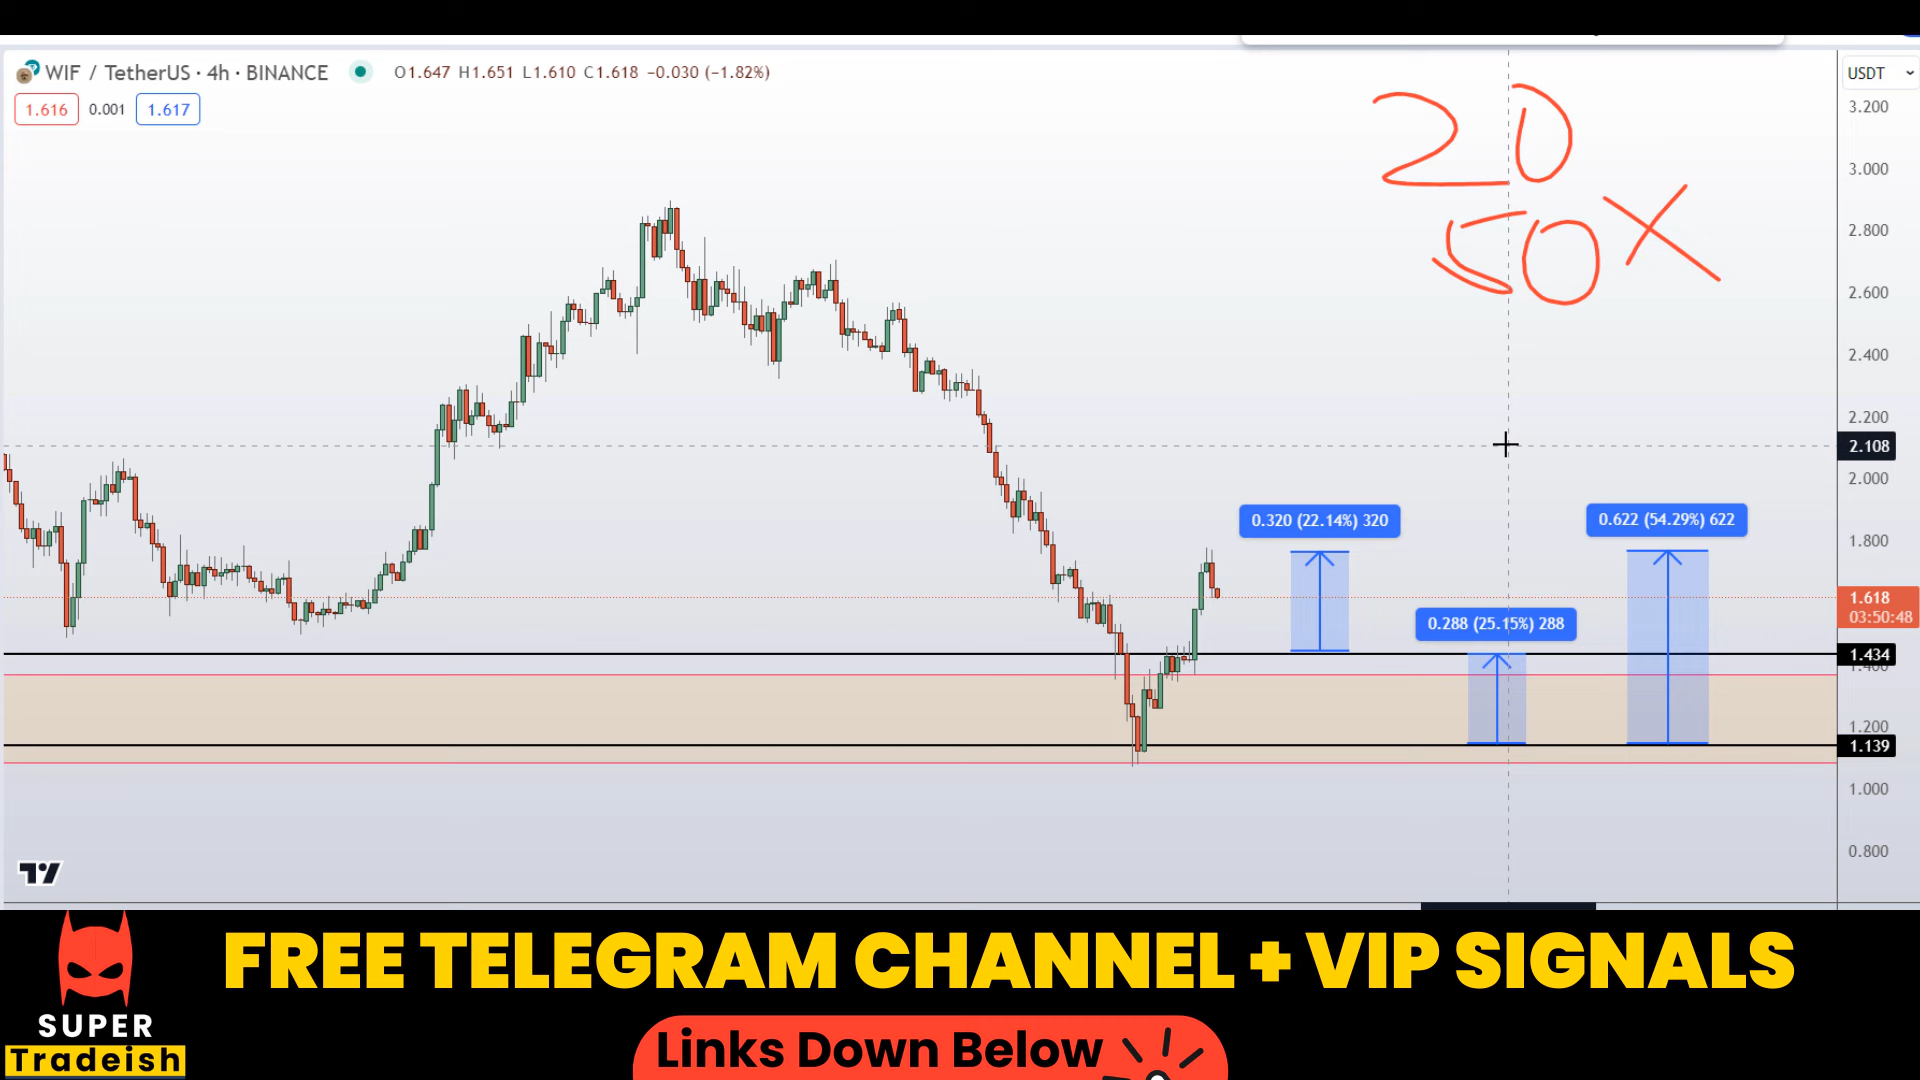 WIF / TetherUS · 4h · BINANCE O1.647 H1.651 L1.610 C1.618 −0.030 (−1.82%)
USDT
1.616 0.001 1.617
20
50X
3.200
3.000
2.800
2.600
2.400
2.200
2.108
2.000
1.800
0.320 (22.14%) 320
0.622 (54.29%) 622
1.618
03:50:48
0.288 (25.15%) 288
1.434
1.400
1.200
1.139
1.000
0.800
FREE TELEGRAM CHANNEL + VIP SIGNALS
SUPER
Tradeish
Links Down Below